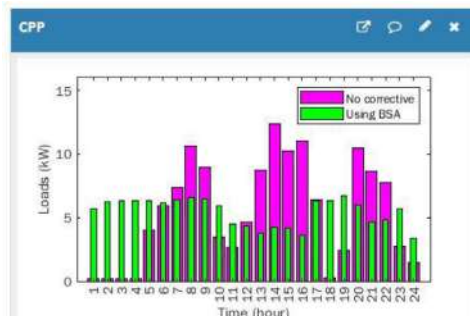 CPP
15
No corrective
Using BSA
10
5
0
Loads (kW)
1 2 3 4 5 6 7 8 9 10 11 12 13 14 15 16 17 18 19 20 21 22 23 24
Time (hour)